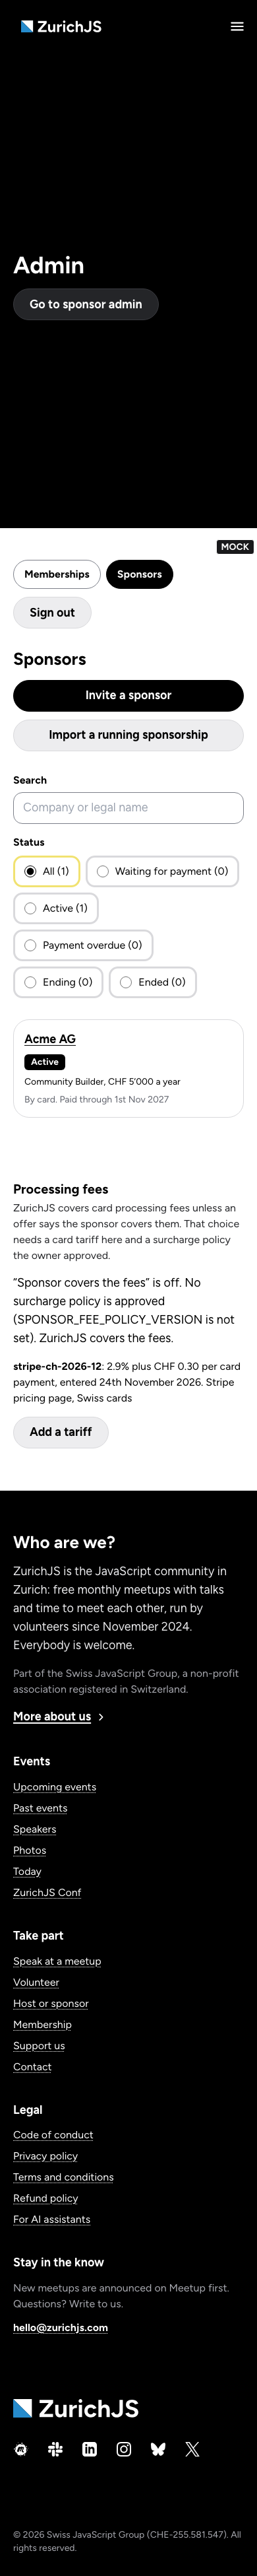 ZurichJS
Admin
Go to sponsor admin
MOCK
Memberships
Sponsors
Sign out
Sponsors
Invite a sponsor
Import a running sponsorship
Search
Company or legal name
Status
All (1)
Waiting for payment (0)
Active (1)
Payment overdue (0)
Ending (0)
Ended (0)
Acme AG
Active
Community Builder, CHF 5’000 a year
By card. Paid through 1st Nov 2027
Processing fees
ZurichJS covers card processing fees unless an
offer says the sponsor covers them. That choice
needs a card tariff here and a surcharge policy
the owner approved.
“Sponsor covers the fees” is off. No
surcharge policy is approved
(SPONSOR_FEE_POLICY_VERSION is not
set). ZurichJS covers the fees.
stripe-ch-2026-12: 2.9% plus CHF 0.30 per card
payment, entered 24th November 2026. Stripe
pricing page, Swiss cards
Add a tariff
Who are we?
ZurichJS is the JavaScript community in
Zurich: free monthly meetups with talks
and time to meet each other, run by
volunteers since November 2024.
Everybody is welcome.
Part of the Swiss JavaScript Group, a non-profit
association registered in Switzerland.
More about us
Events
Upcoming events
Past events
Speakers
Photos
Today
ZurichJS Conf
Take part
Speak at a meetup
Volunteer
Host or sponsor
Membership
Support us
Contact
Legal
Code of conduct
Privacy policy
Terms and conditions
Refund policy
For AI assistants
Stay in the know
New meetups are announced on Meetup first.
Questions? Write to us.
hello@zurichjs.com
ZurichJS
© 2026 Swiss JavaScript Group (CHE-255.581.547). All
rights reserved.